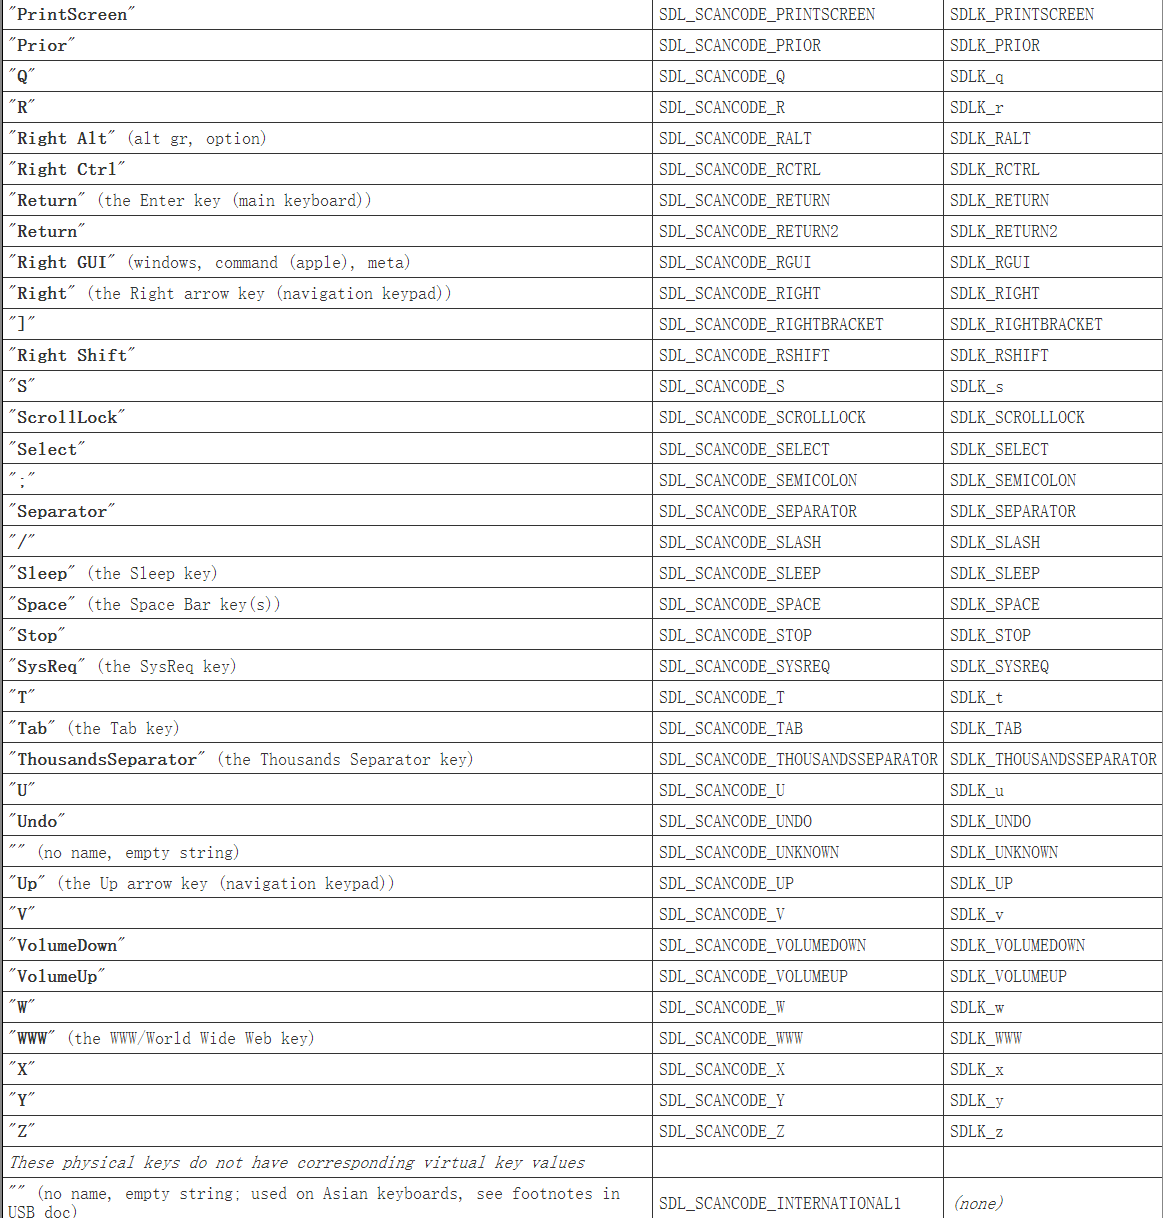 "PrintScreen" SDL_SCANCODE_PRINTSCREEN SDLK_PRINTSCREEN
"Prior" SDL_SCANCODE_PRIOR SDLK_PRIOR
"Q" SDL_SCANCODE_Q SDLK_q
"R" SDL_SCANCODE_R SDLK_r
"Right Alt" (alt gr, option) SDL_SCANCODE_RALT SDLK_RALT
"Right Ctrl" SDL_SCANCODE_RCTRL SDLK_RCTRL
"Return" (the Enter key (main keyboard)) SDL_SCANCODE_RETURN SDLK_RETURN
"Return" SDL_SCANCODE_RETURN2 SDLK_RETURN2
"Right GUI" (windows, command (apple), meta) SDL_SCANCODE_RGUI SDLK_RGUI
"Right" (the Right arrow key (navigation keypad)) SDL_SCANCODE_RIGHT SDLK_RIGHT
"]" SDL_SCANCODE_RIGHTBRACKET SDLK_RIGHTBRACKET
"Right Shift" SDL_SCANCODE_RSHIFT SDLK_RSHIFT
"S" SDL_SCANCODE_S SDLK_s
"ScrollLock" SDL_SCANCODE_SCROLLLOCK SDLK_SCROLLLOCK
"Select" SDL_SCANCODE_SELECT SDLK_SELECT
";" SDL_SCANCODE_SEMICOLON SDLK_SEMICOLON
"Separator" SDL_SCANCODE_SEPARATOR SDLK_SEPARATOR
"/" SDL_SCANCODE_SLASH SDLK_SLASH
"Sleep" (the Sleep key) SDL_SCANCODE_SLEEP SDLK_SLEEP
"Space" (the Space Bar key(s)) SDL_SCANCODE_SPACE SDLK_SPACE
"Stop" SDL_SCANCODE_STOP SDLK_STOP
"SysReq" (the SysReq key) SDL_SCANCODE_SYSREQ SDLK_SYSREQ
"T" SDL_SCANCODE_T SDLK_t
"Tab" (the Tab key) SDL_SCANCODE_TAB SDLK_TAB
"ThousandsSeparator" (the Thousands Separator key) SDL_SCANCODE_THOUSANDSSEPARATOR SDLK_THOUSANDSSEPARATOR
"U" SDL_SCANCODE_U SDLK_u
"Undo" SDL_SCANCODE_UNDO SDLK_UNDO
"" (no name, empty string) SDL_SCANCODE_UNKNOWN SDLK_UNKNOWN
"Up" (the Up arrow key (navigation keypad)) SDL_SCANCODE_UP SDLK_UP
"V" SDL_SCANCODE_V SDLK_v
"VolumeDown" SDL_SCANCODE_VOLUMEDOWN SDLK_VOLUMEDOWN
"VolumeUp" SDL_SCANCODE_VOLUMEUP SDLK_VOLUMEUP
"W" SDL_SCANCODE_W SDLK_w
"WWW" (the WWW/World Wide Web key) SDL_SCANCODE_WWW SDLK_WWW
"X" SDL_SCANCODE_X SDLK_x
"Y" SDL_SCANCODE_Y SDLK_y
"Z" SDL_SCANCODE_Z SDLK_z
These physical keys do not have corresponding virtual key values
"" (no name, empty string; used on Asian keyboards, see footnotes in
USB doc) SDL_SCANCODE_INTERNATIONAL1 (none)